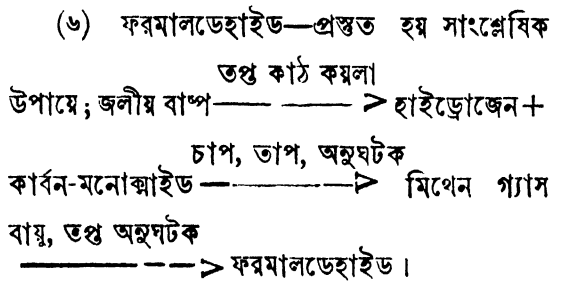 (৬) ফরমালডেহাইড—প্রস্তুত হয় সাংশ্লেষিক
তপ্ত কাঠ কয়লা
উপায়ে; জলীয় বাষ্প— — —> হাইড্রোজেন+
চাপ, তাপ, অনুঘটক
কার্বন-মনোক্সাইড — — —> মিথেন গ্যাস
বায়ু, তপ্ত অনুঘটক
——— — —> ফরমালডেহাইড।